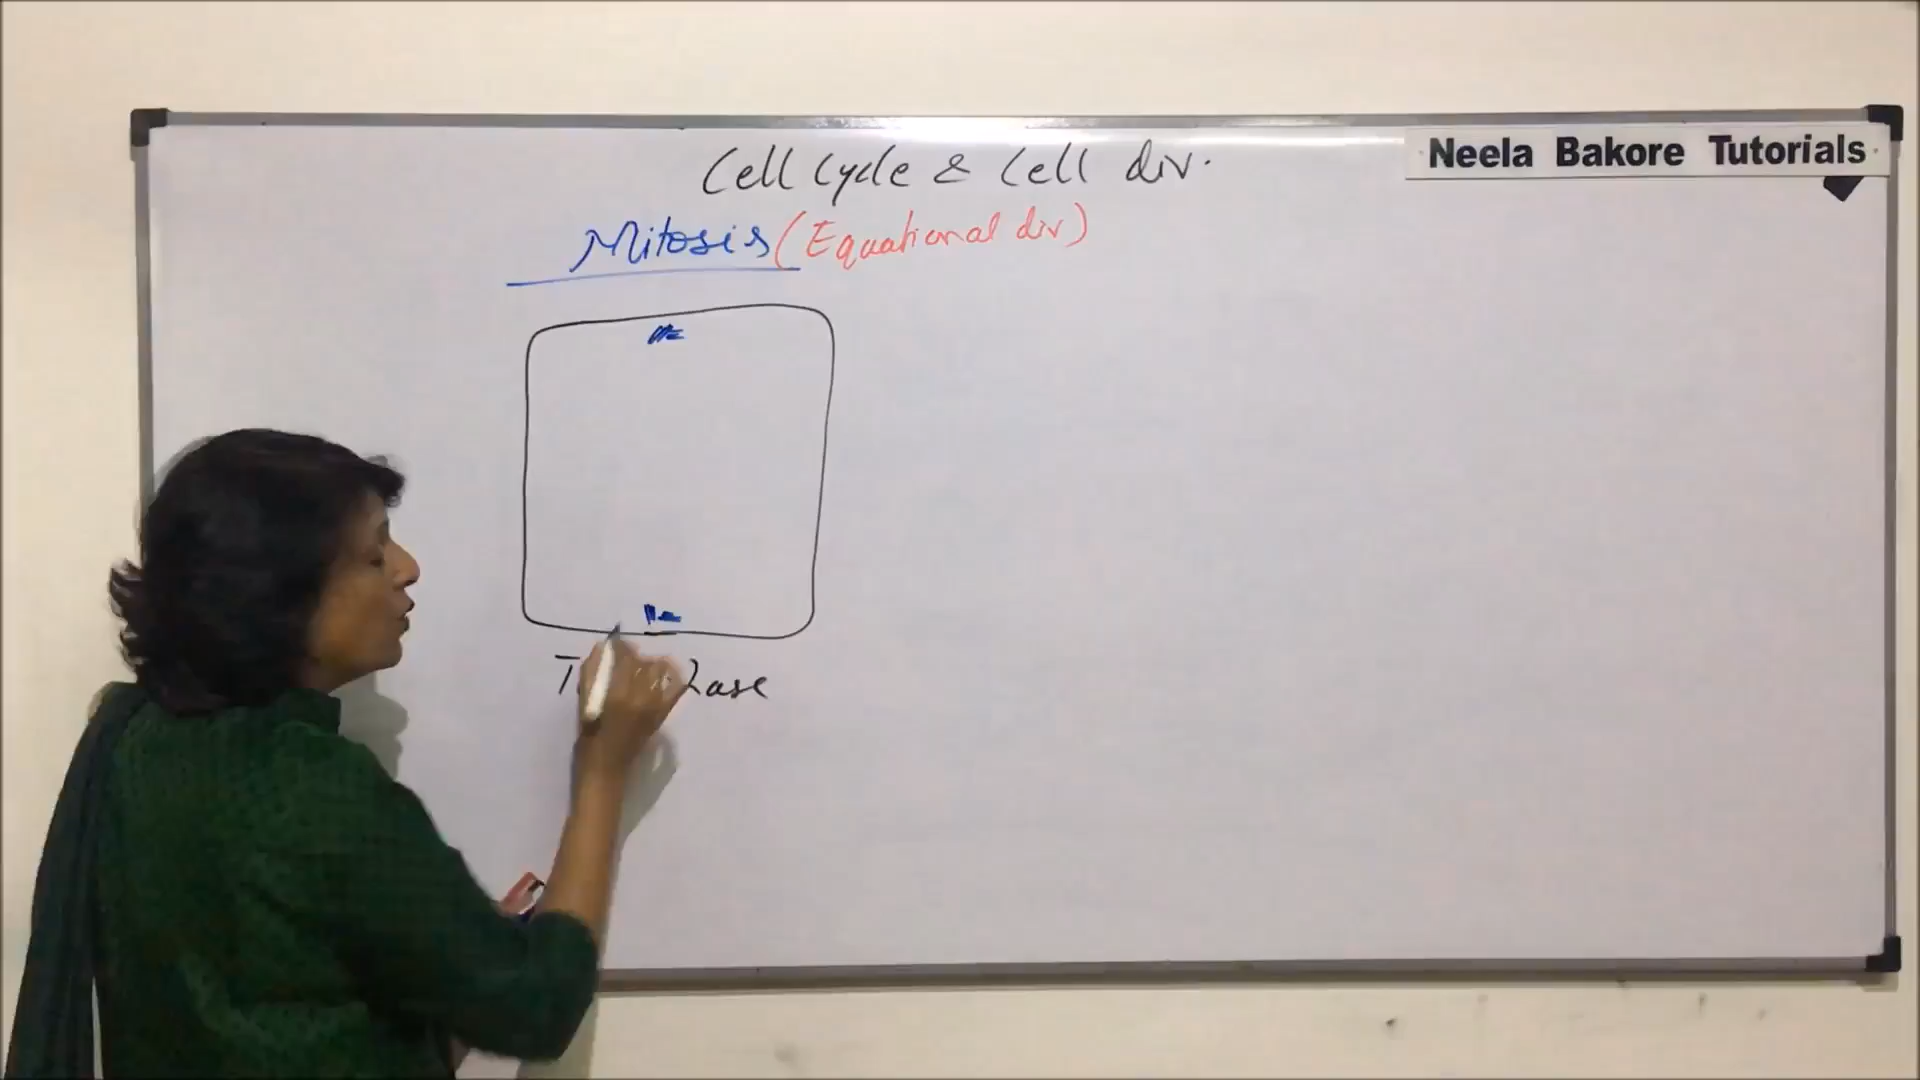 Neela Bakore Tutorials
Cell Cycle & Cell div.
Mitosis (Equational div)